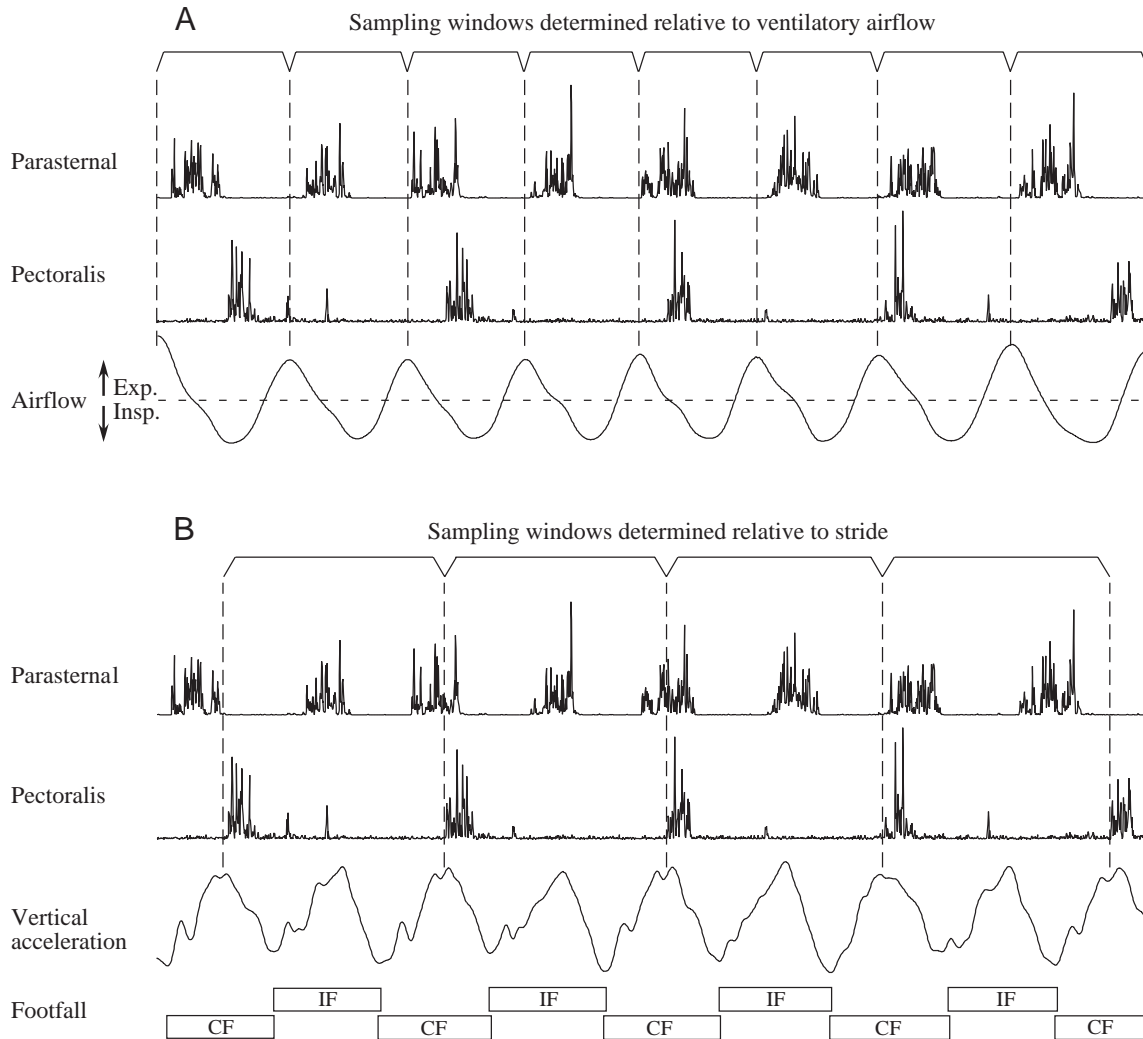 A
Sampling windows determined relative to ventilatory airflow
Parasternal
Pectoralis
Exp.
Airflow
Insp.
B
Sampling windows determined relative to stride
Parasternal
Pectoralis
Vertical
acceleration
Footfall
IF IF IF IF
CF CF CF CF CF